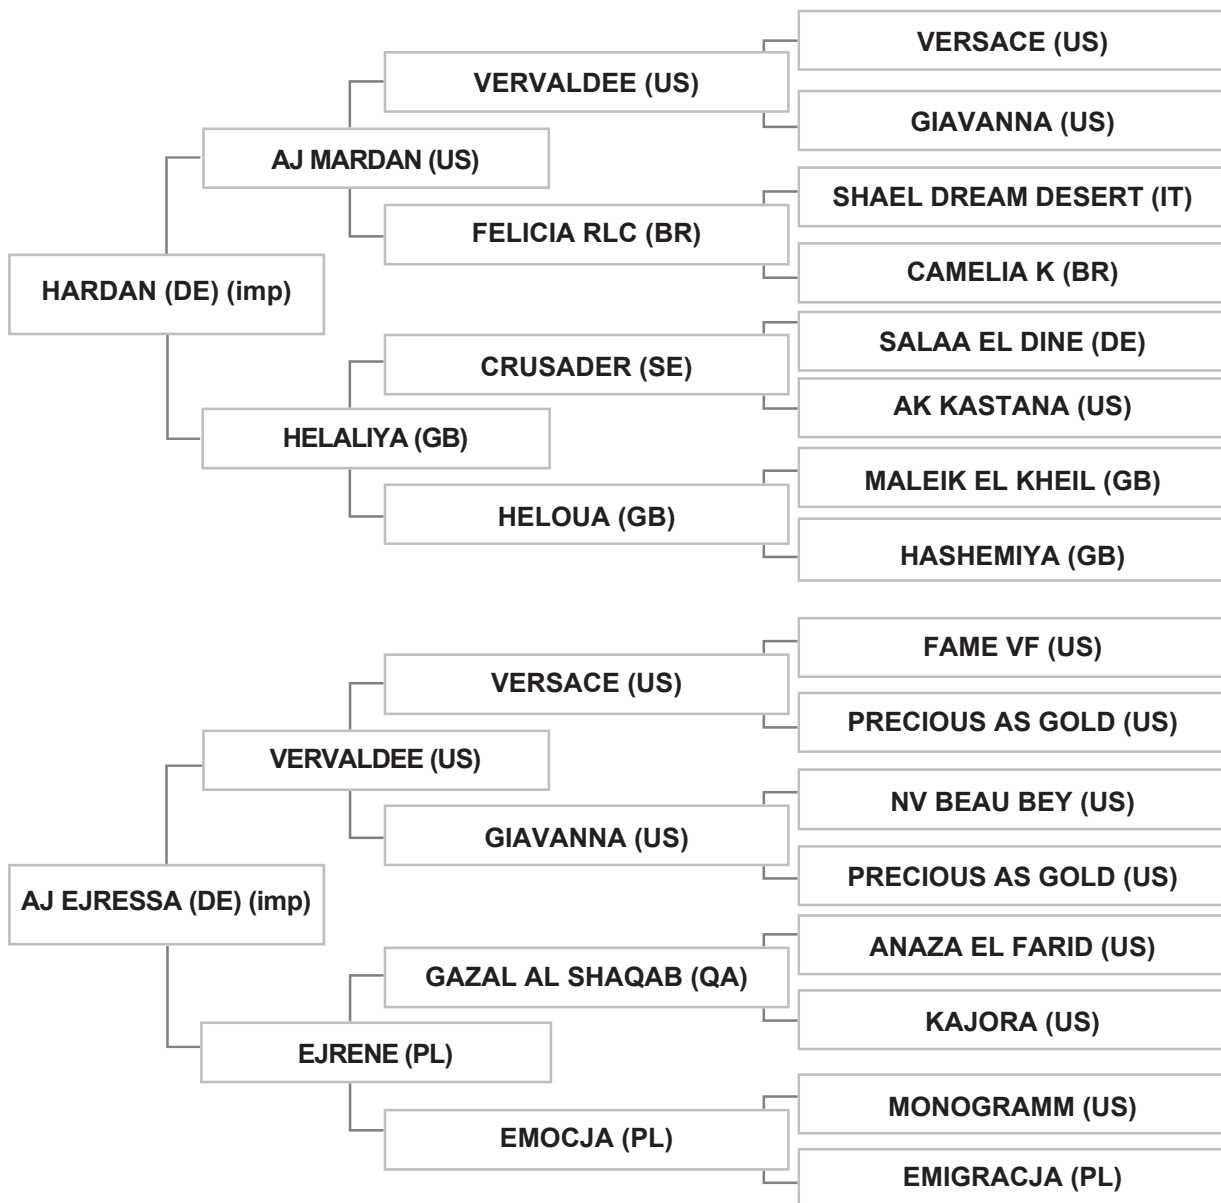 VERSACE (US)
VERVALDEE (US)
GIAVANNA (US)
AJ MARDAN (US)
SHAEL DREAM DESERT (IT)
FELICIA RLC (BR)
CAMELIA K (BR)
HARDAN (DE) (imp)
SALAA EL DINE (DE)
CRUSADER (SE)
AK KASTANA (US)
HELALIYA (GB)
MALEIK EL KHEIL (GB)
HELOUA (GB)
HASHEMIYA (GB)
FAME VF (US)
VERSACE (US)
PRECIOUS AS GOLD (US)
VERVALDEE (US)
NV BEAU BEY (US)
GIAVANNA (US)
PRECIOUS AS GOLD (US)
AJ EJRESSA (DE) (imp)
ANAZA EL FARID (US)
GAZAL AL SHAQAB (QA)
KAJORA (US)
EJRENE (PL)
MONOGRAMM (US)
EMOCJA (PL)
EMIGRACJA (PL)